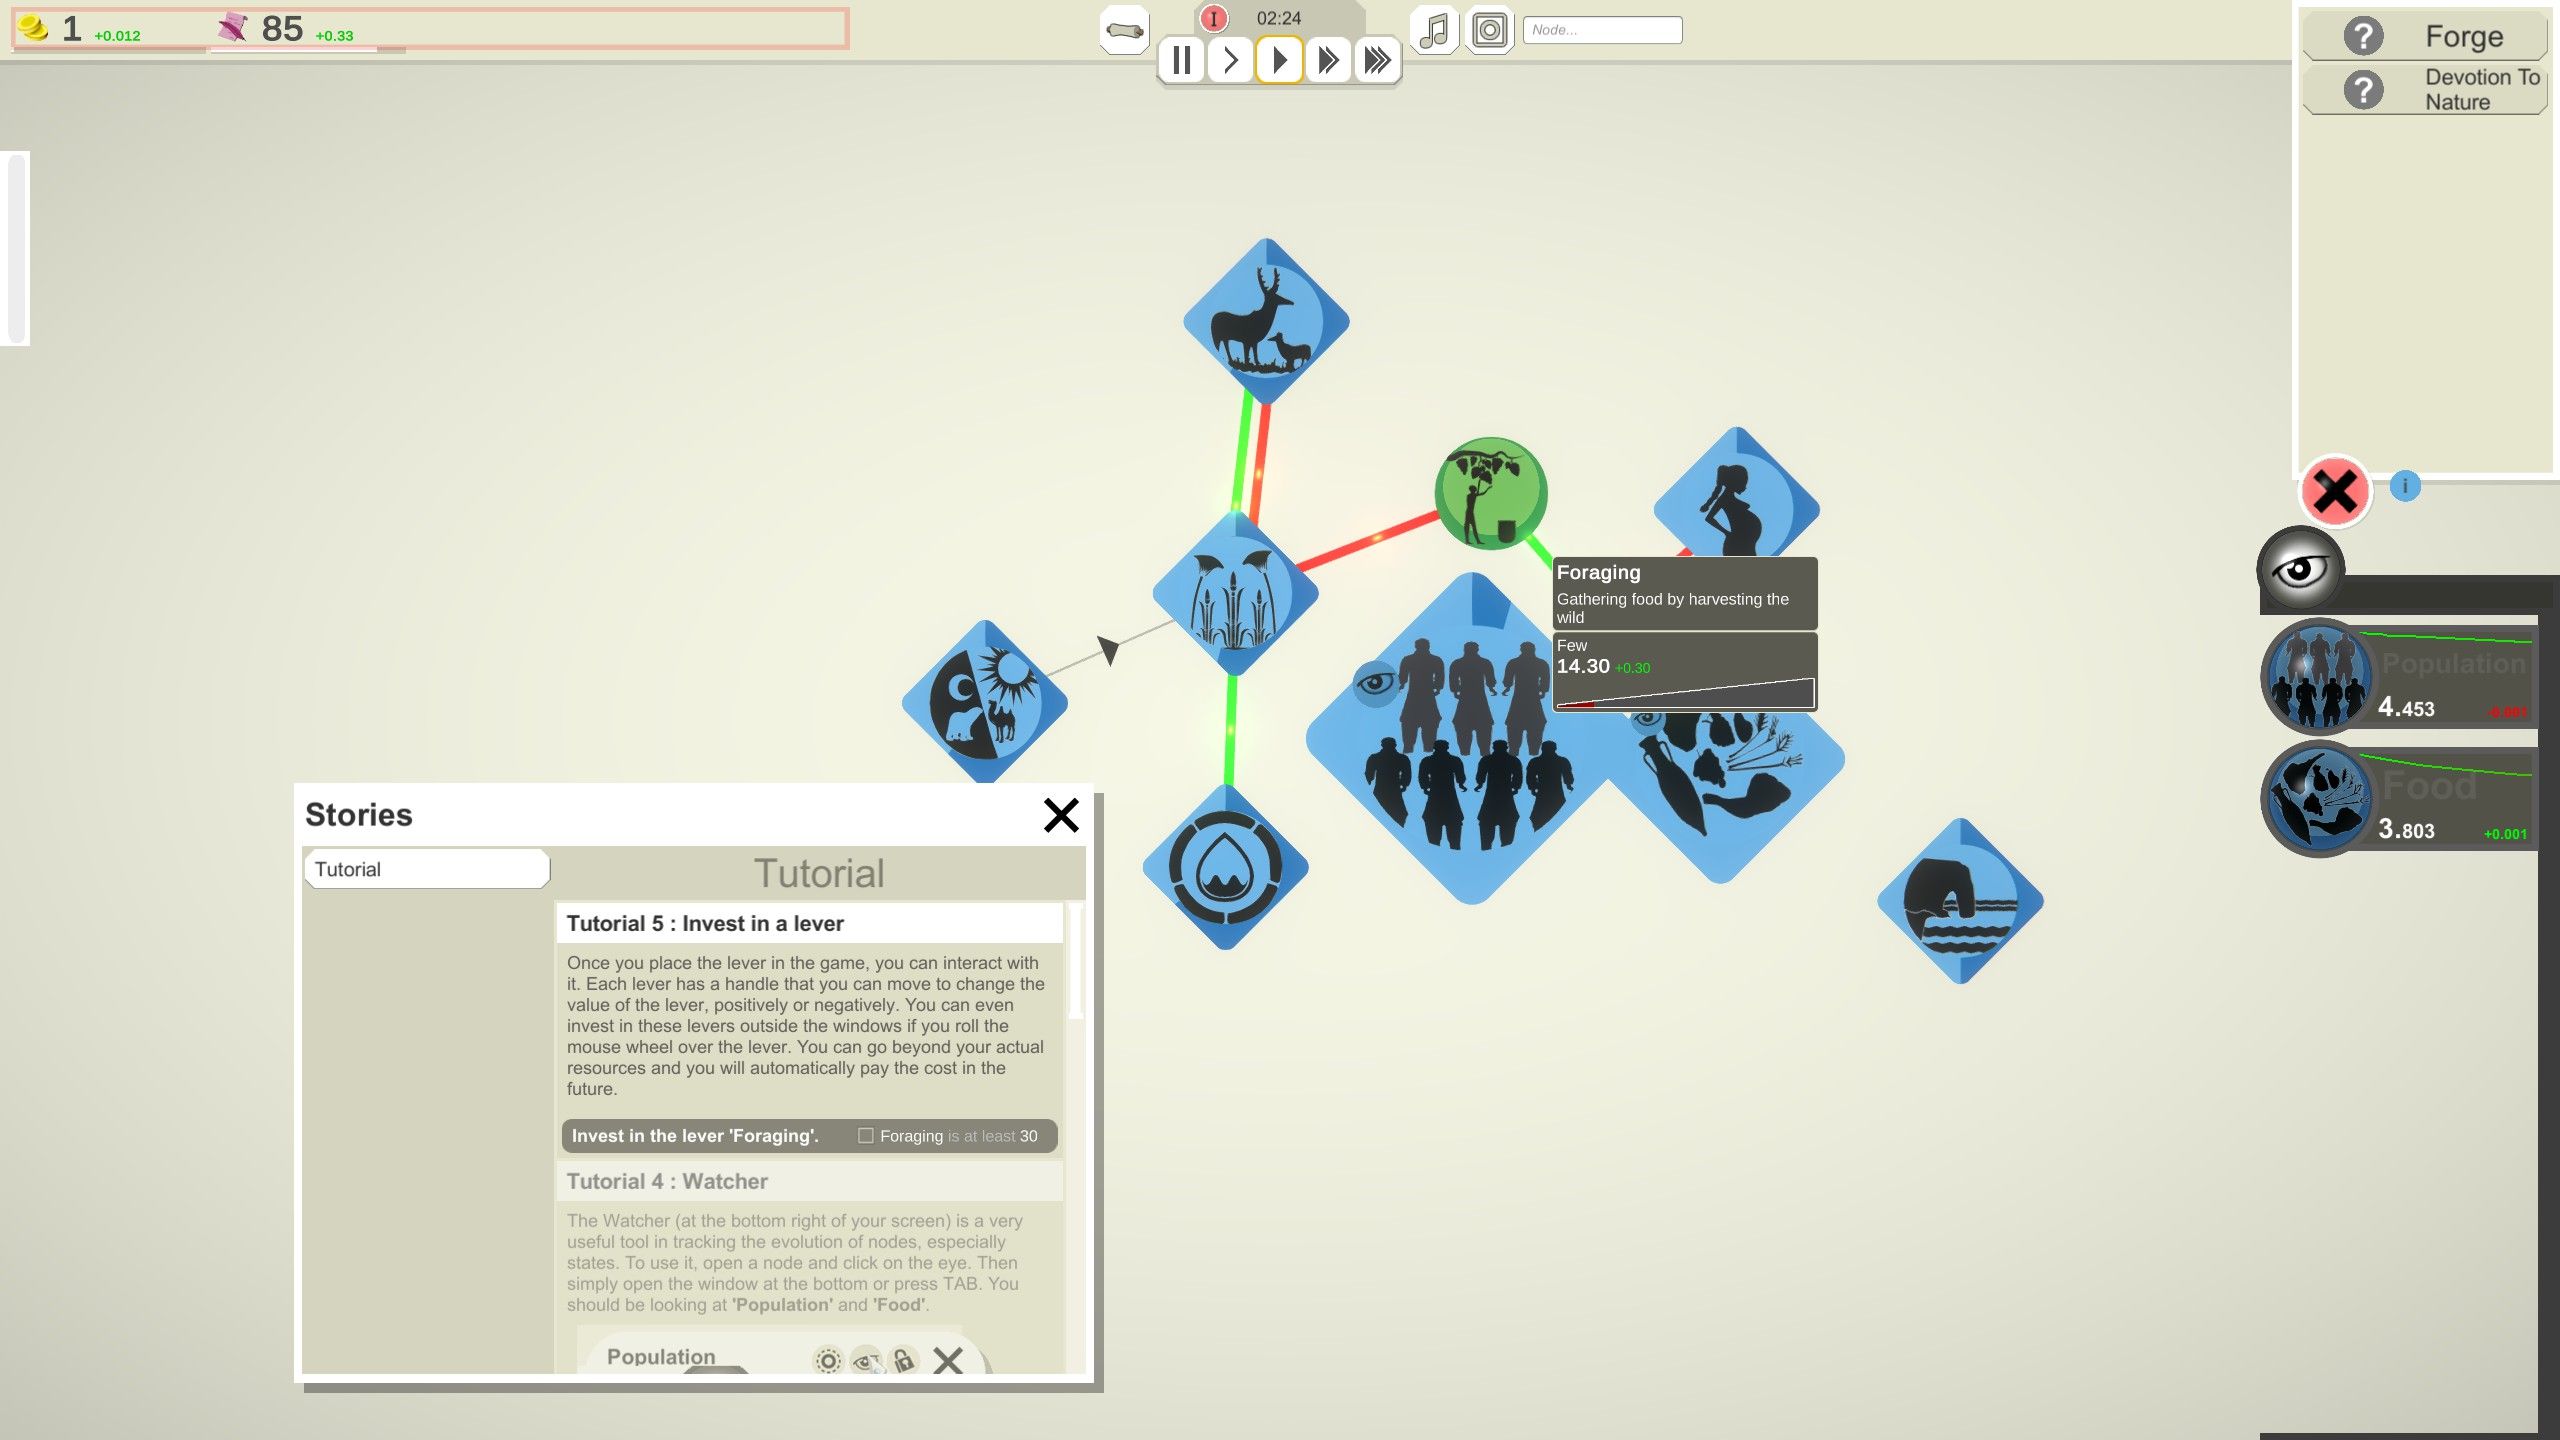 1 +0.012 85 +0.33
I 02:24
Node...
?
Forge
?
Devotion To
Nature
i
Foraging
Gathering food by harvesting the
wild
Few
14.30 +0.30
Population
4.453 -0.001
Food
3.803 +0.001
Stories
Tutorial
Tutorial
Tutorial 5 : Invest in a lever
Once you place the lever in the game, you can interact with
it. Each lever has a handle that you can move to change the
value of the lever, positively or negatively. You can even
invest in these levers outside the windows if you roll the
mouse wheel over the lever. You can go beyond your actual
resources and you will automatically pay the cost in the
future.
Invest in the lever 'Foraging'. Foraging is at least 30
Tutorial 4 : Watcher
The Watcher (at the bottom right of your screen) is a very
useful tool in tracking the evolution of nodes, especially
states. To use it, open a node and click on the eye. Then
simply open the window at the bottom or press TAB. You
should be looking at 'Population' and 'Food'.
Population